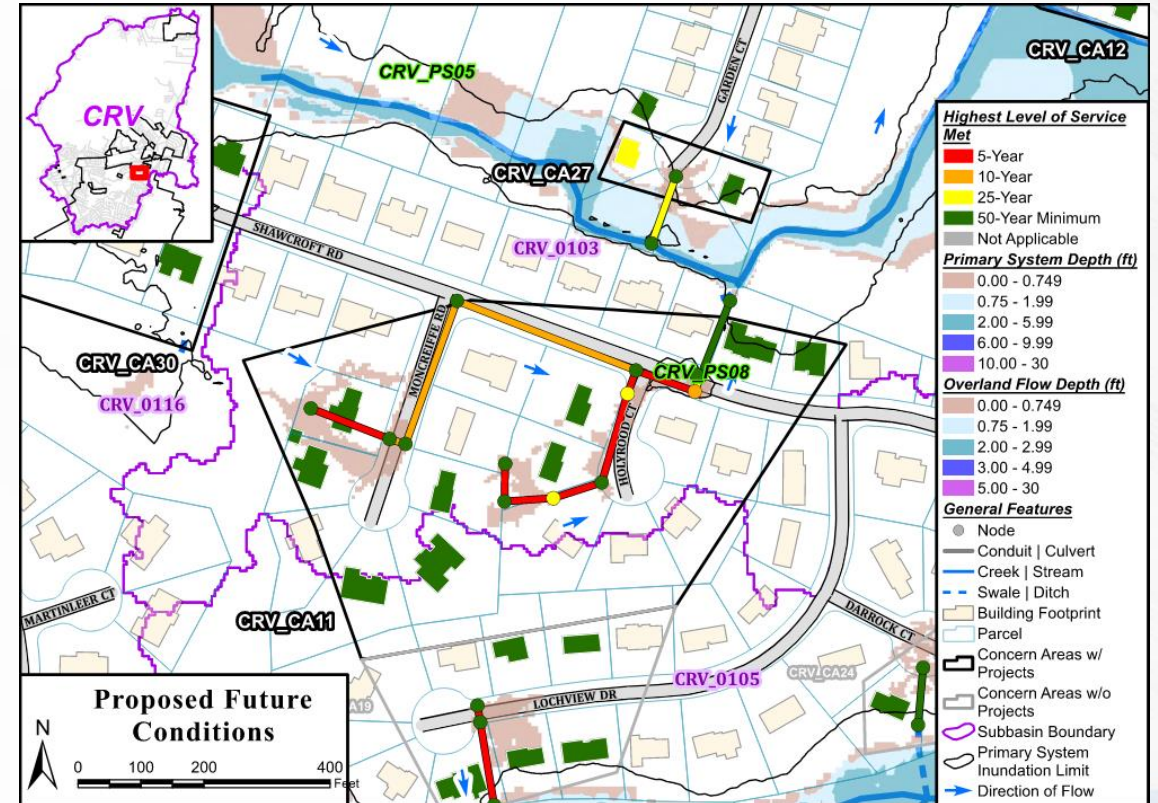 CRV
CRV_PS05
GARDEN CT
CRV_CA12
CRV_CA27
CRV_0103
SHAWCROFT RD
MONCREIFFE RD
CRV_CA30
CRV_0116
CRV_PS08
HOLYROOD CT
MARTINLEER CT
CRV_CA11
DARROCK CT
CRV_0105
CRV_CA24
A19
LOCHVIEW DR
Proposed Future
Conditions
N
0 100 200 400
Feet
Highest Level of Service
Met
5-Year
10-Year
25-Year
50-Year Minimum
Not Applicable
Primary System Depth (ft)
0.00 - 0.749
0.75 - 1.99
2.00 - 5.99
6.00 - 9.99
10.00 - 30
Overland Flow Depth (ft)
0.00 - 0.749
0.75 - 1.99
2.00 - 2.99
3.00 - 4.99
5.00 - 30
General Features
Node
Conduit | Culvert
Creek | Stream
Swale | Ditch
Building Footprint
Parcel
Concern Areas w/
Projects
Concern Areas w/o
Projects
Subbasin Boundary
Primary System
Inundation Limit
Direction of Flow